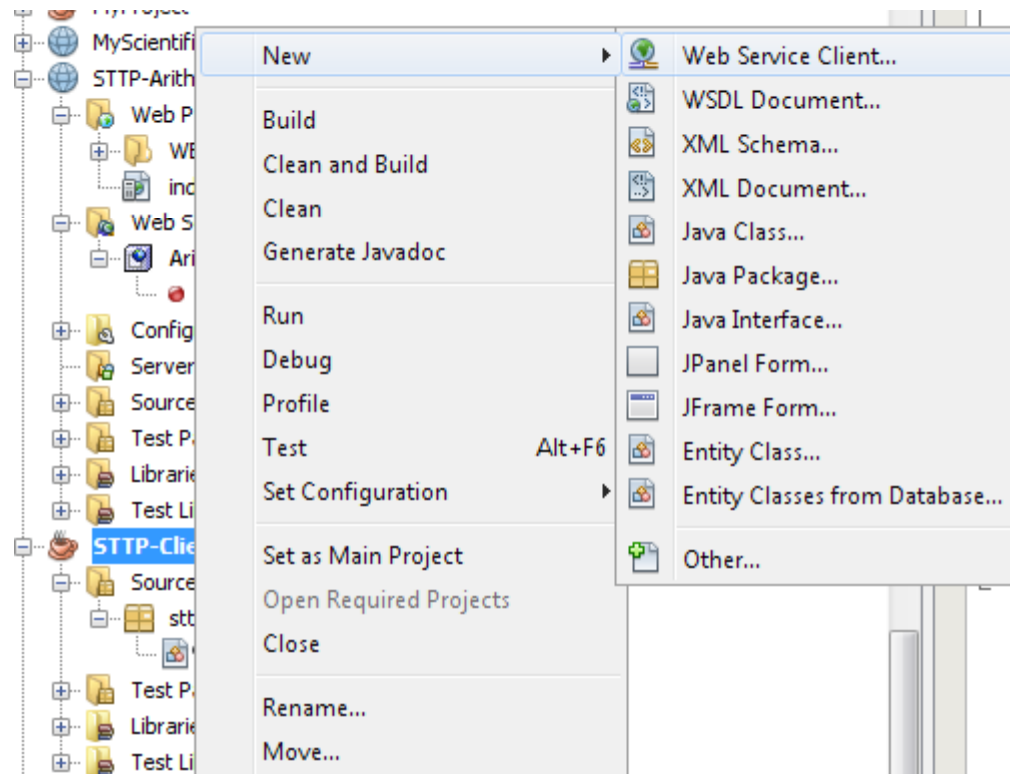 MyProject
MyScientifi
STTP-Arith
Web P
WE
ind
Web S
Ari
Config
Server
Source
Test P
Librarie
Test Li
STTP-Clie
Source
stt
Test P
Librarie
Test Li
New
Build
Clean and Build
Clean
Generate Javadoc
Run
Debug
Profile
Test Alt+F6
Set Configuration
Set as Main Project
Open Required Projects
Close
Rename...
Move...
Web Service Client...
WSDL Document...
XML Schema...
XML Document...
Java Class...
Java Package...
Java Interface...
JPanel Form...
JFrame Form...
Entity Class...
Entity Classes from Database...
Other...